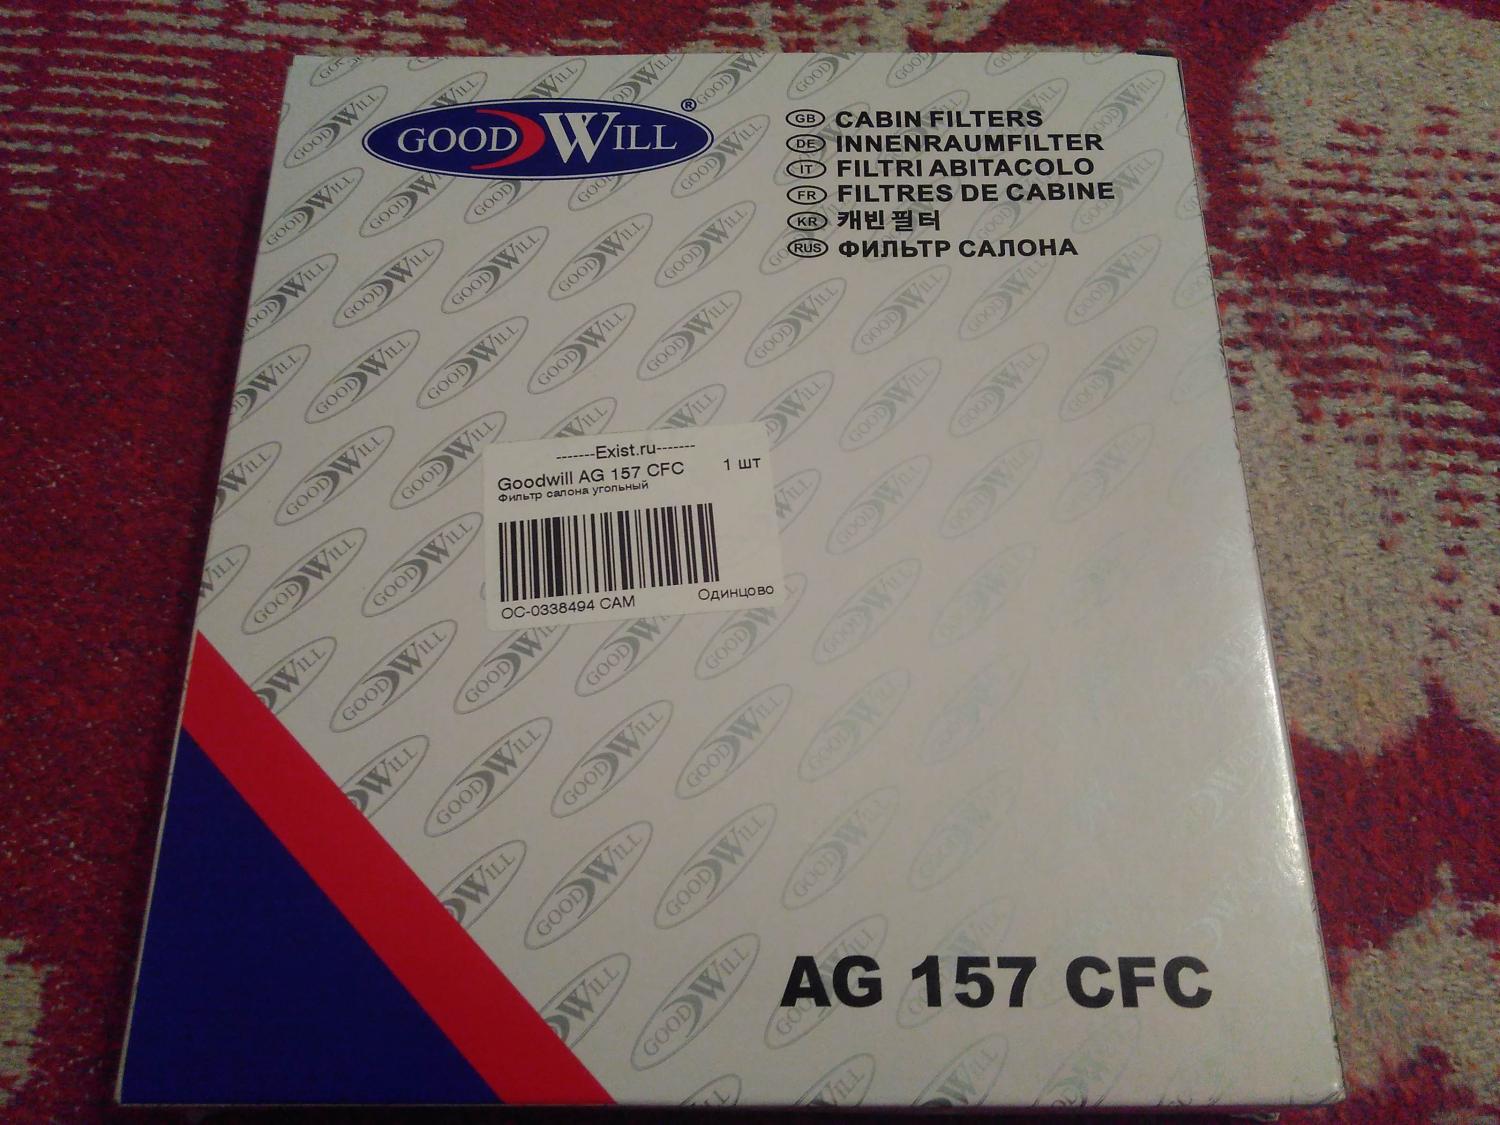 GOODWILL ®
GB CABIN FILTERS
DE INNENRAUMFILTER
IT FILTRI ABITACOLO
FR FILTRES DE CABINE
KR 캐빈 필터
RUS ФИЛЬТР САЛОНА
-------Exist.ru-------
Goodwill AG 157 CFC 1 шт
Фильтр салона угольный
OC-0338494 CAM Одинцово
AG 157 CFC